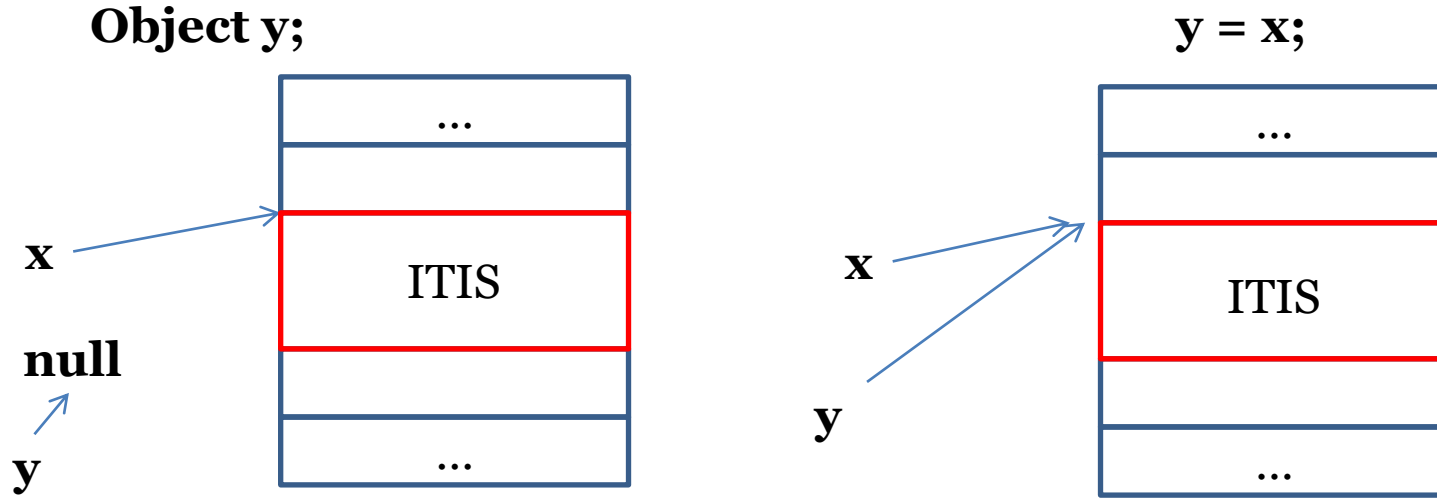 Object y;
...
x
ITIS
null
y
...
y = x;
...
x
ITIS
y
...